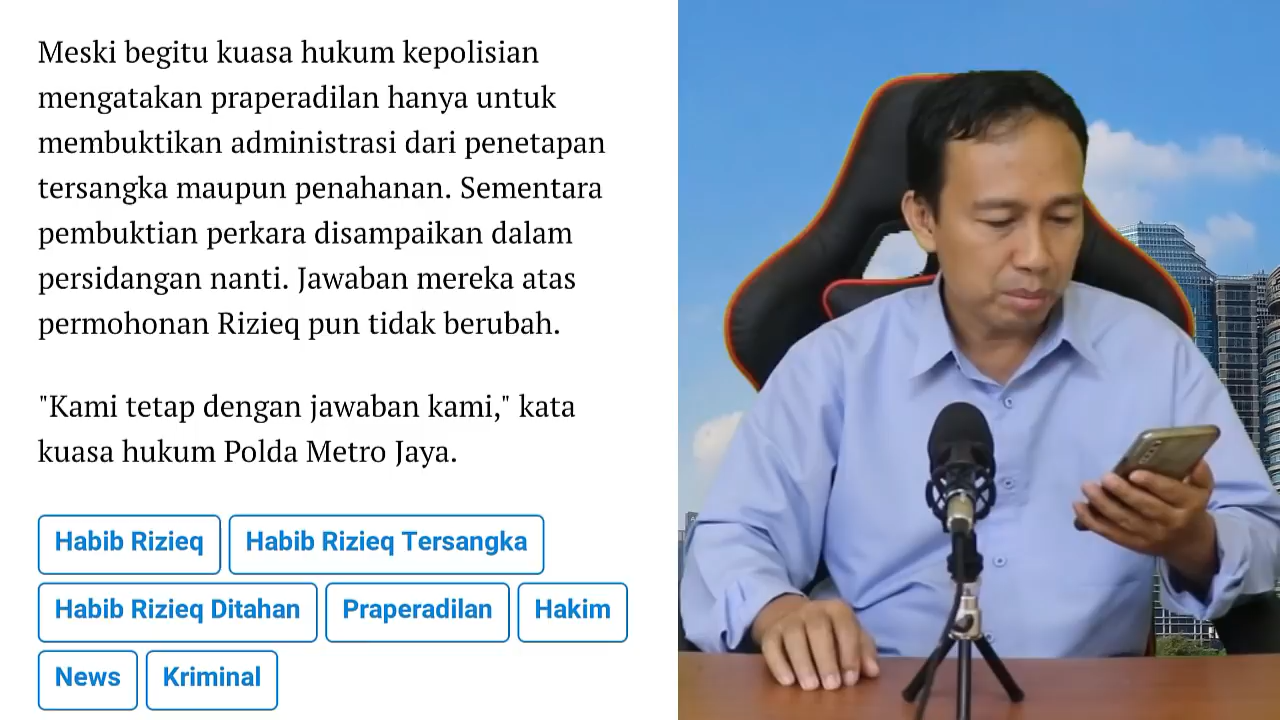 Meski begitu kuasa hukum kepolisian
mengatakan praperadilan hanya untuk
membuktikan administrasi dari penetapan
tersangka maupun penahanan. Sementara
pembuktian perkara disampaikan dalam
persidangan nanti. Jawaban mereka atas
permohonan Rizieq pun tidak berubah.
"Kami tetap dengan jawaban kami," kata
kuasa hukum Polda Metro Jaya.
Habib Rizieq
Habib Rizieq Tersangka
Habib Rizieq Ditahan
Praperadilan
Hakim
News
Kriminal